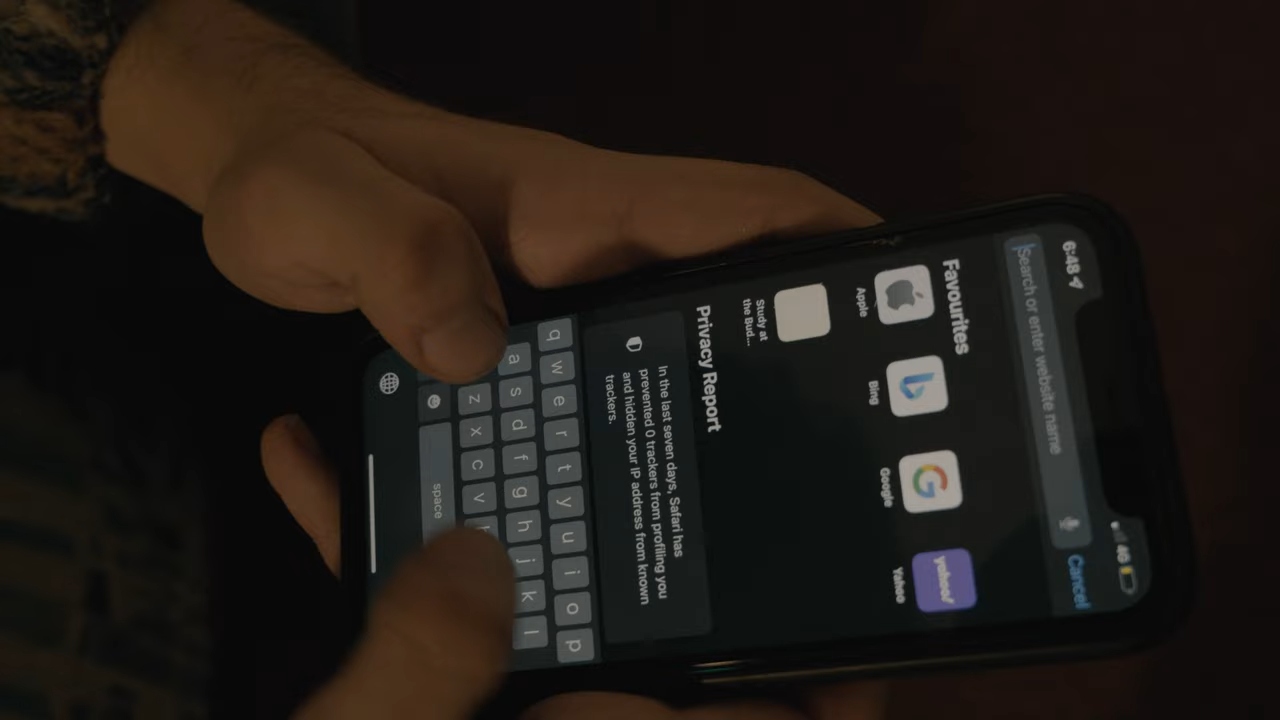 6:48
4G
Search or enter website name
Cancel
Favourites
Apple
Bing
Google
Yahoo
yahoo!
Study at
the Bud...
Privacy Report
In the last seven days, Safari has
prevented 0 trackers from profiling you
and hidden your IP address from known
trackers.
q w e r t y u i o p
a s d f g h j k l
z x c v
space